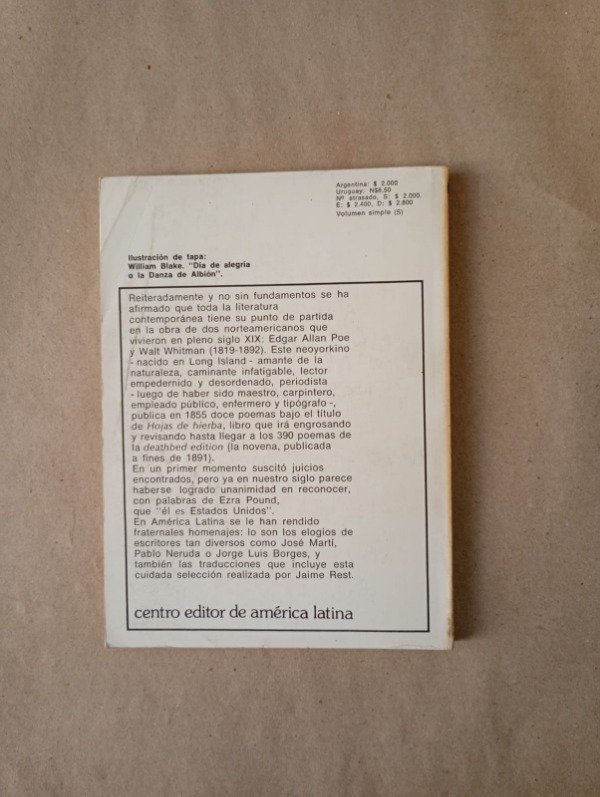 Argentina: $ 2.000
Uruguay: N$6,50
Nº atrasado, S: $ 2.000,
E: $ 2.400, D: $ 2.800
Volumen simple (S)
Ilustración de tapa:
William Blake. "Día de alegría
o la Danza de Albión".
Reiteradamente y no sin fundamentos se ha
afirmado que toda la literatura
contemporánea tiene su punto de partida
en la obra de dos norteamericanos que
vivieron en pleno siglo XIX: Edgar Allan Poe
y Walt Whitman (1819-1892). Este neoyorkino
- nacido en Long Island - amante de la
naturaleza, caminante infatigable, lector
empedernido y desordenado, periodista
- luego de haber sido maestro, carpintero,
empleado público, enfermero y tipógrafo -,
publica en 1855 doce poemas bajo el título
de Hojas de hierba, libro que irá engrosando
y revisando hasta llegar a los 390 poemas de
la deathbed edition (la novena, publicada
a fines de 1891).
En un primer momento suscitó juicios
encontrados, pero ya en nuestro siglo parece
haberse logrado unanimidad en reconocer,
con palabras de Ezra Pound,
que "él es Estados Unidos".
En América Latina se le han rendido
fraternales homenajes: lo son los elogios de
escritores tan diversos como José Martí,
Pablo Neruda o Jorge Luis Borges, y
también las traducciones que incluye esta
cuidada selección realizada por Jaime Rest.
centro editor de américa latina